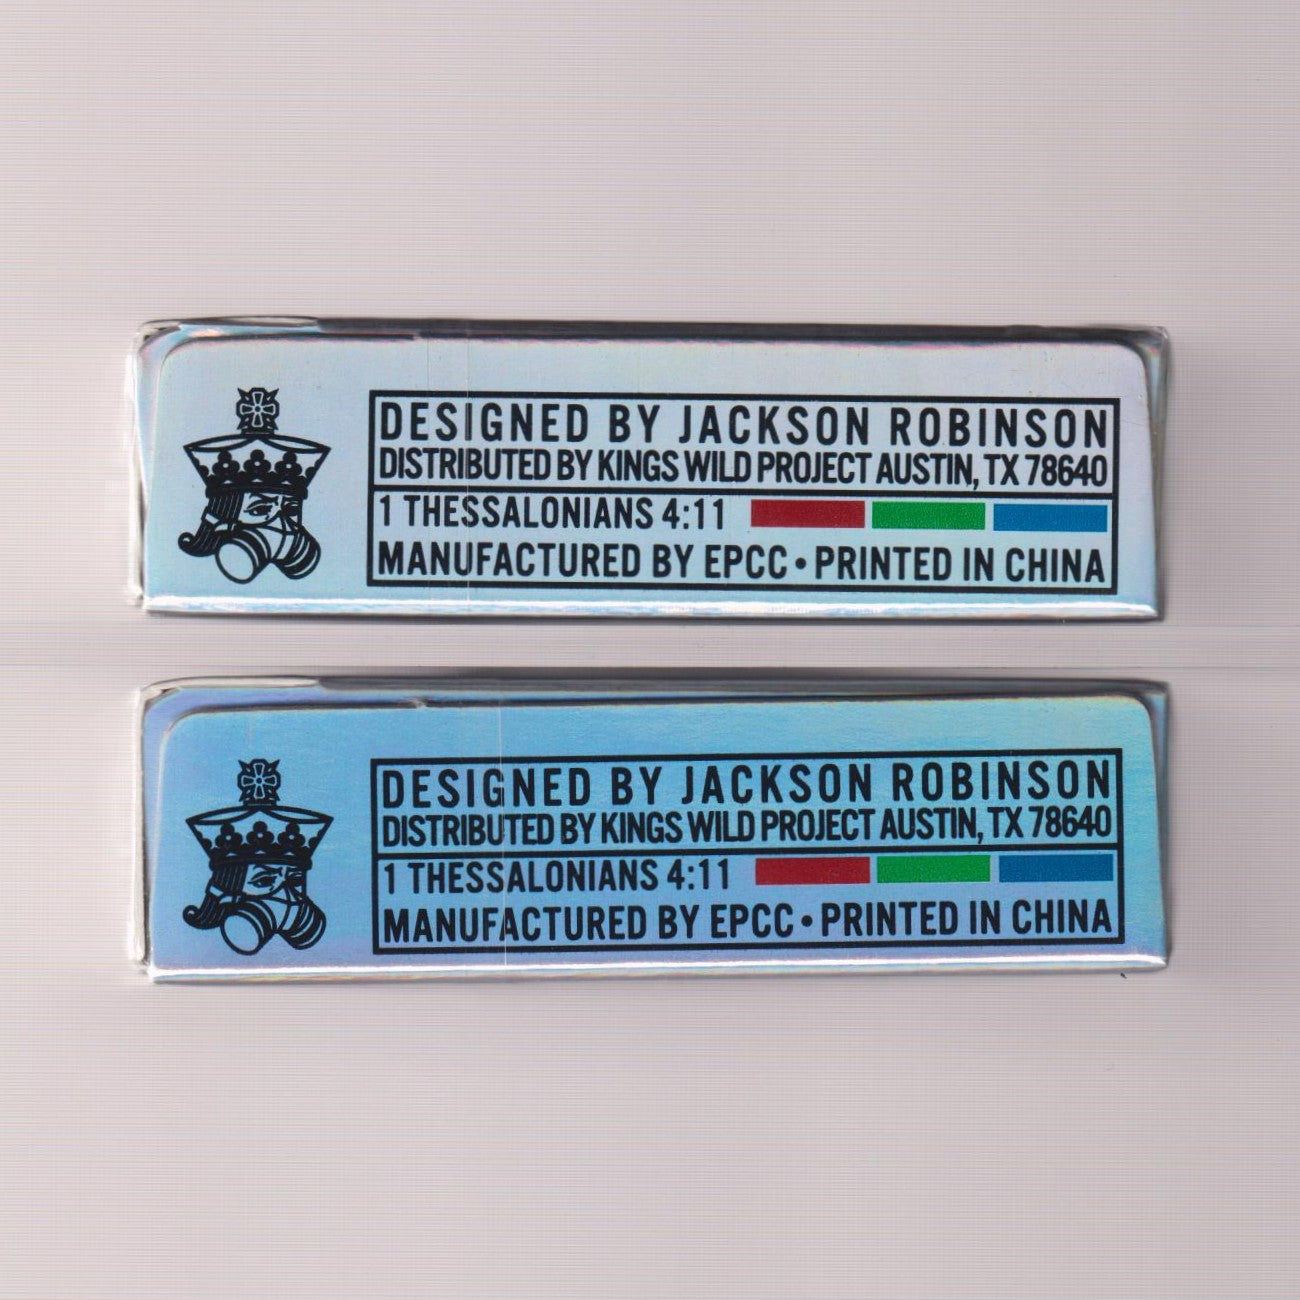 DESIGNED BY JACKSON ROBINSON
DISTRIBUTED BY KINGS WILD PROJECT AUSTIN, TX 78640
1 THESSALONIANS 4:11
MANUFACTURED BY EPCC • PRINTED IN CHINA
DESIGNED BY JACKSON ROBINSON
DISTRIBUTED BY KINGS WILD PROJECT AUSTIN, TX 78640
1 THESSALONIANS 4:11
MANUFACTURED BY EPCC • PRINTED IN CHINA